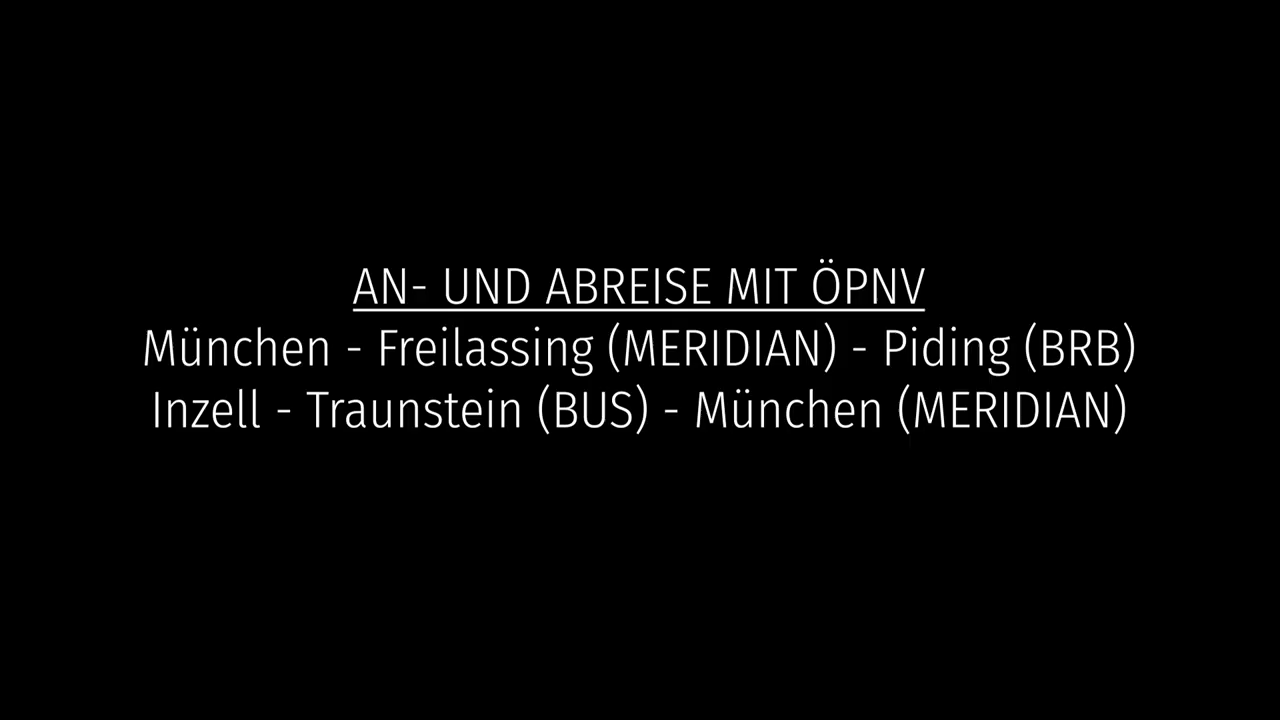 AN- UND ABREISE MIT ÖPNV
München - Freilassing (MERIDIAN) - Piding (BRB)
Inzell - Traunstein (BUS) - München (MERIDIAN)